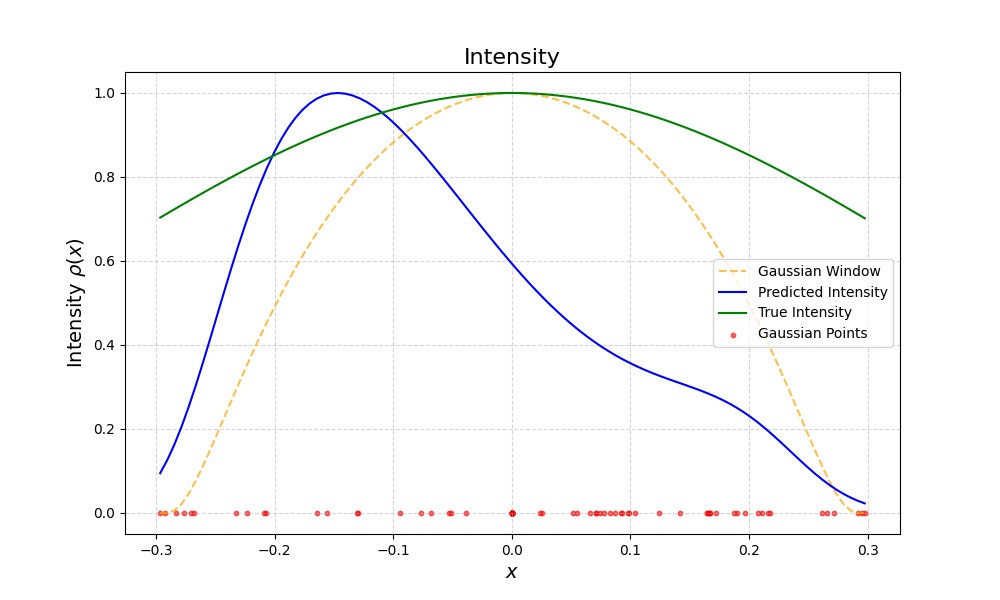 Intensity
Intensity ρ(x)
1.0
0.8
0.6
0.4
0.2
0.0
Gaussian Window
Predicted Intensity
True Intensity
Gaussian Points
−0.3 −0.2 −0.1 0.0 0.1 0.2 0.3
x